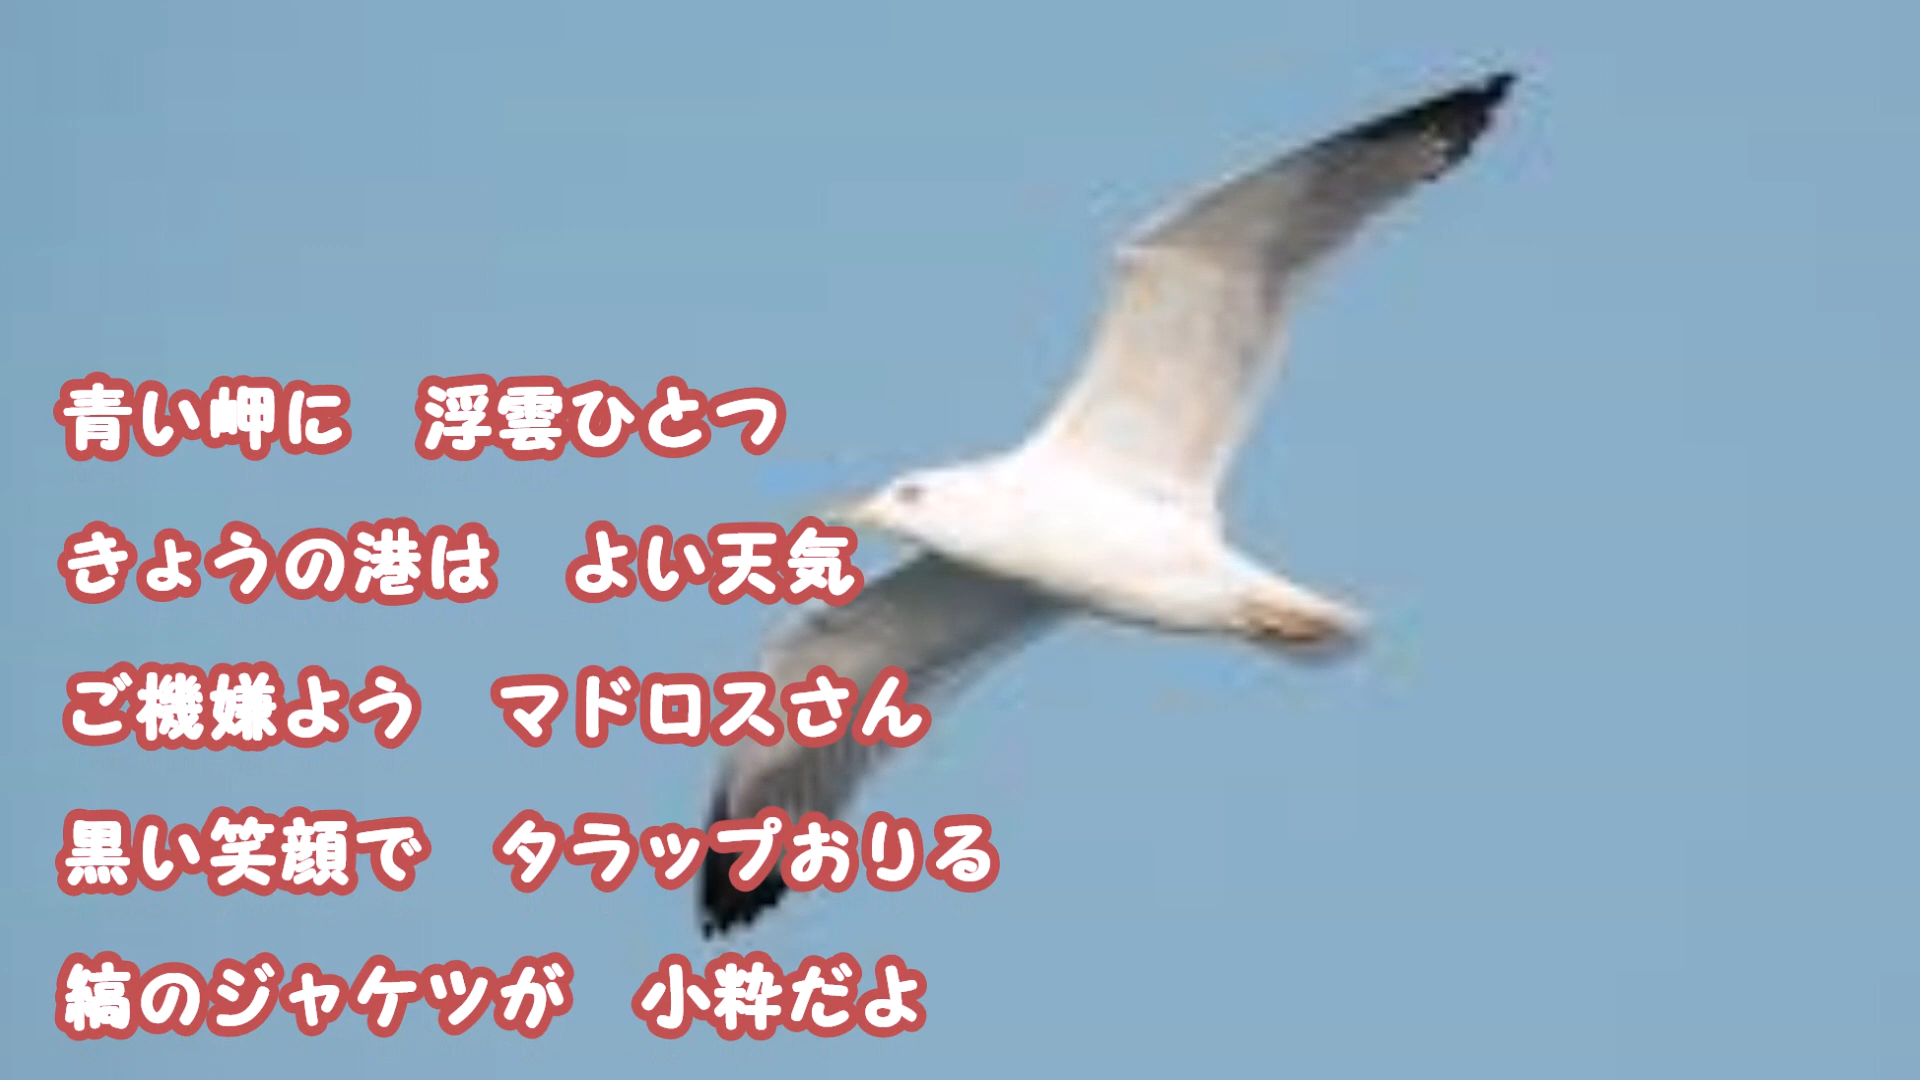 青い岬に　浮雲ひとつ
きょうの港は　よい天気
ご機嫌よう　マドロスさん
黒い笑顔で　タラップおりる
縞のジャケツが　小粋だよ